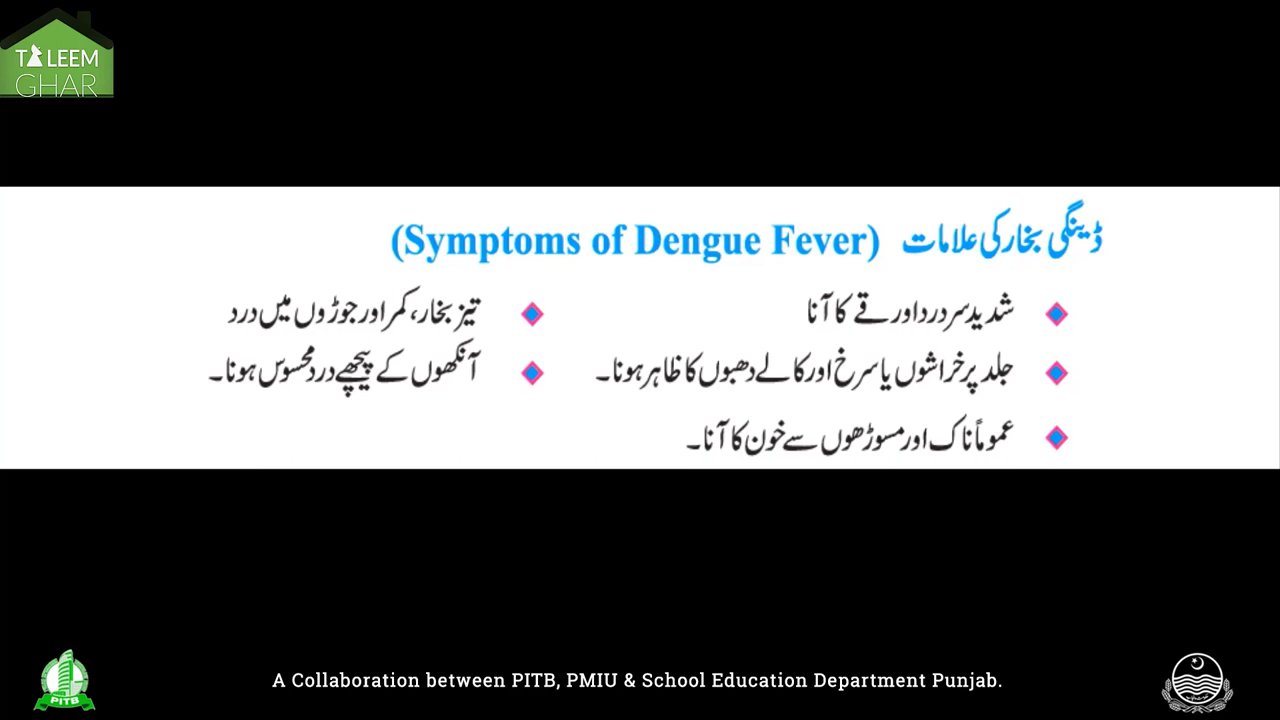 TALEEM
GHAR
ڈینگی بخار کی علامات (Symptoms of Dengue Fever)
شدید سر درد اور قے کا آنا
تیز بخار، کمر اور جوڑوں میں درد
جلد پر خراشوں یا سرخ اور کالے دھبوں کا ظاہر ہونا۔
آنکھوں کے پیچھے درد محسوس ہونا۔
عموماً ناک اور مسوڑھوں سے خون کا آنا۔
PITB
A Collaboration between PITB, PMIU & School Education Department Punjab.